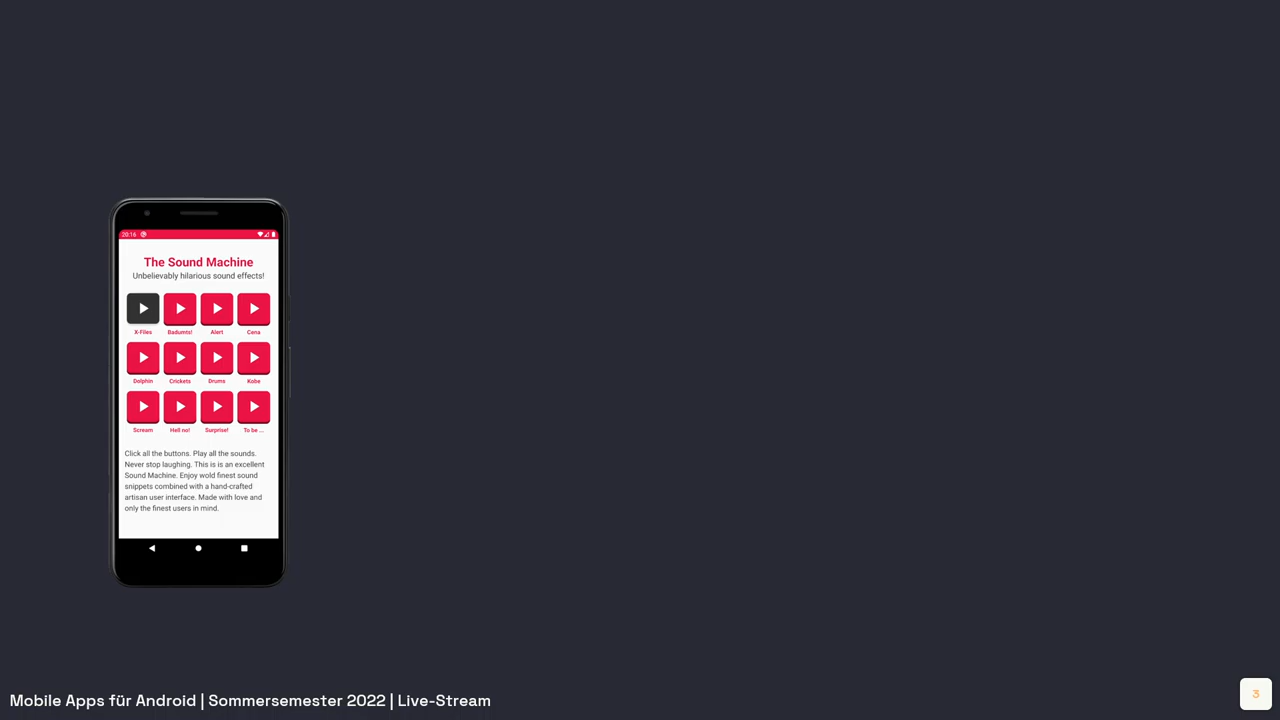 20:16
The Sound Machine
Unbelievably hilarious sound effects!
X-Files Badumts! Alert Cena
Dolphin Crickets Drums Kobe
Scream Hell no! Surprise! To be ...
Click all the buttons. Play all the sounds.
Never stop laughing. This is is an excellent
Sound Machine. Enjoy wold finest sound
snippets combined with a hand-crafted
artisan user interface. Made with love and
only the finest users in mind.
Mobile Apps für Android | Sommersemester 2022 | Live-Stream
3